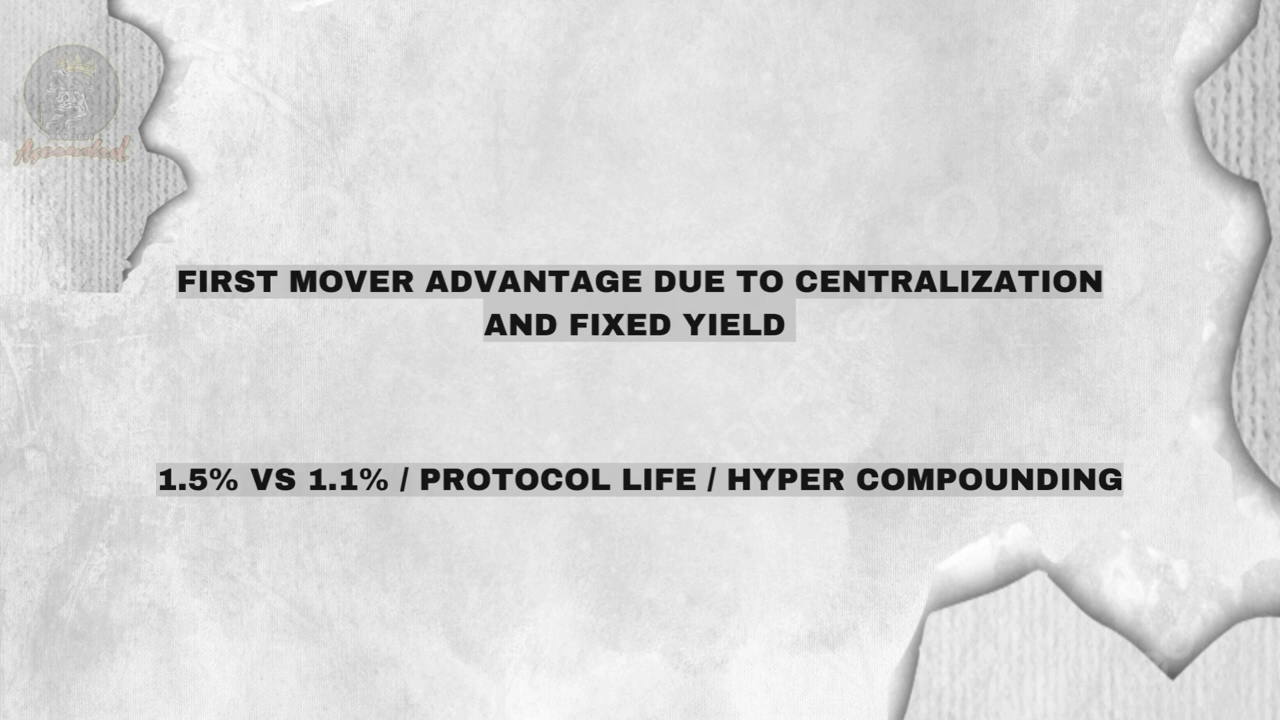 FIRST MOVER ADVANTAGE DUE TO CENTRALIZATION
AND FIXED YIELD
1.5% VS 1.1% / PROTOCOL LIFE / HYPER COMPOUNDING